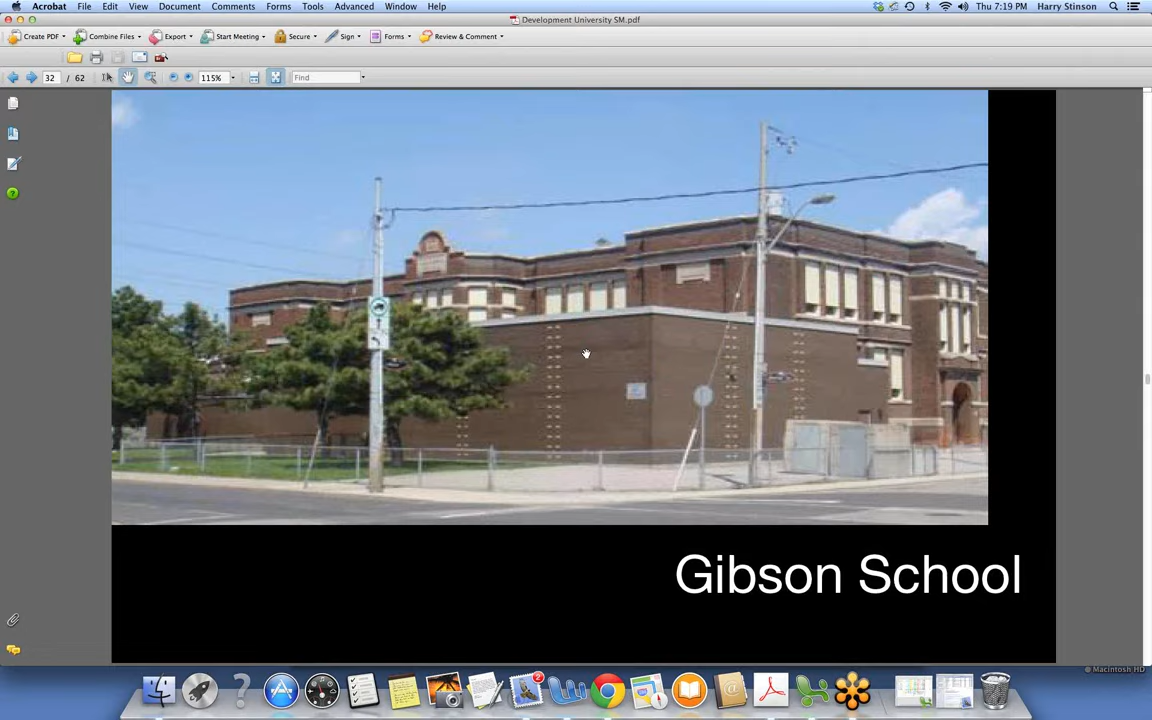 Acrobat File Edit View Document Comments Forms Tools Advanced Window Help Thu 7:19 PM Harry Stinson
Development University SM.pdf
Create PDF Combine Files Export Start Meeting Secure Sign Forms Review & Comment
32 / 62 115% Find
Gibson School
Macintosh HD
2